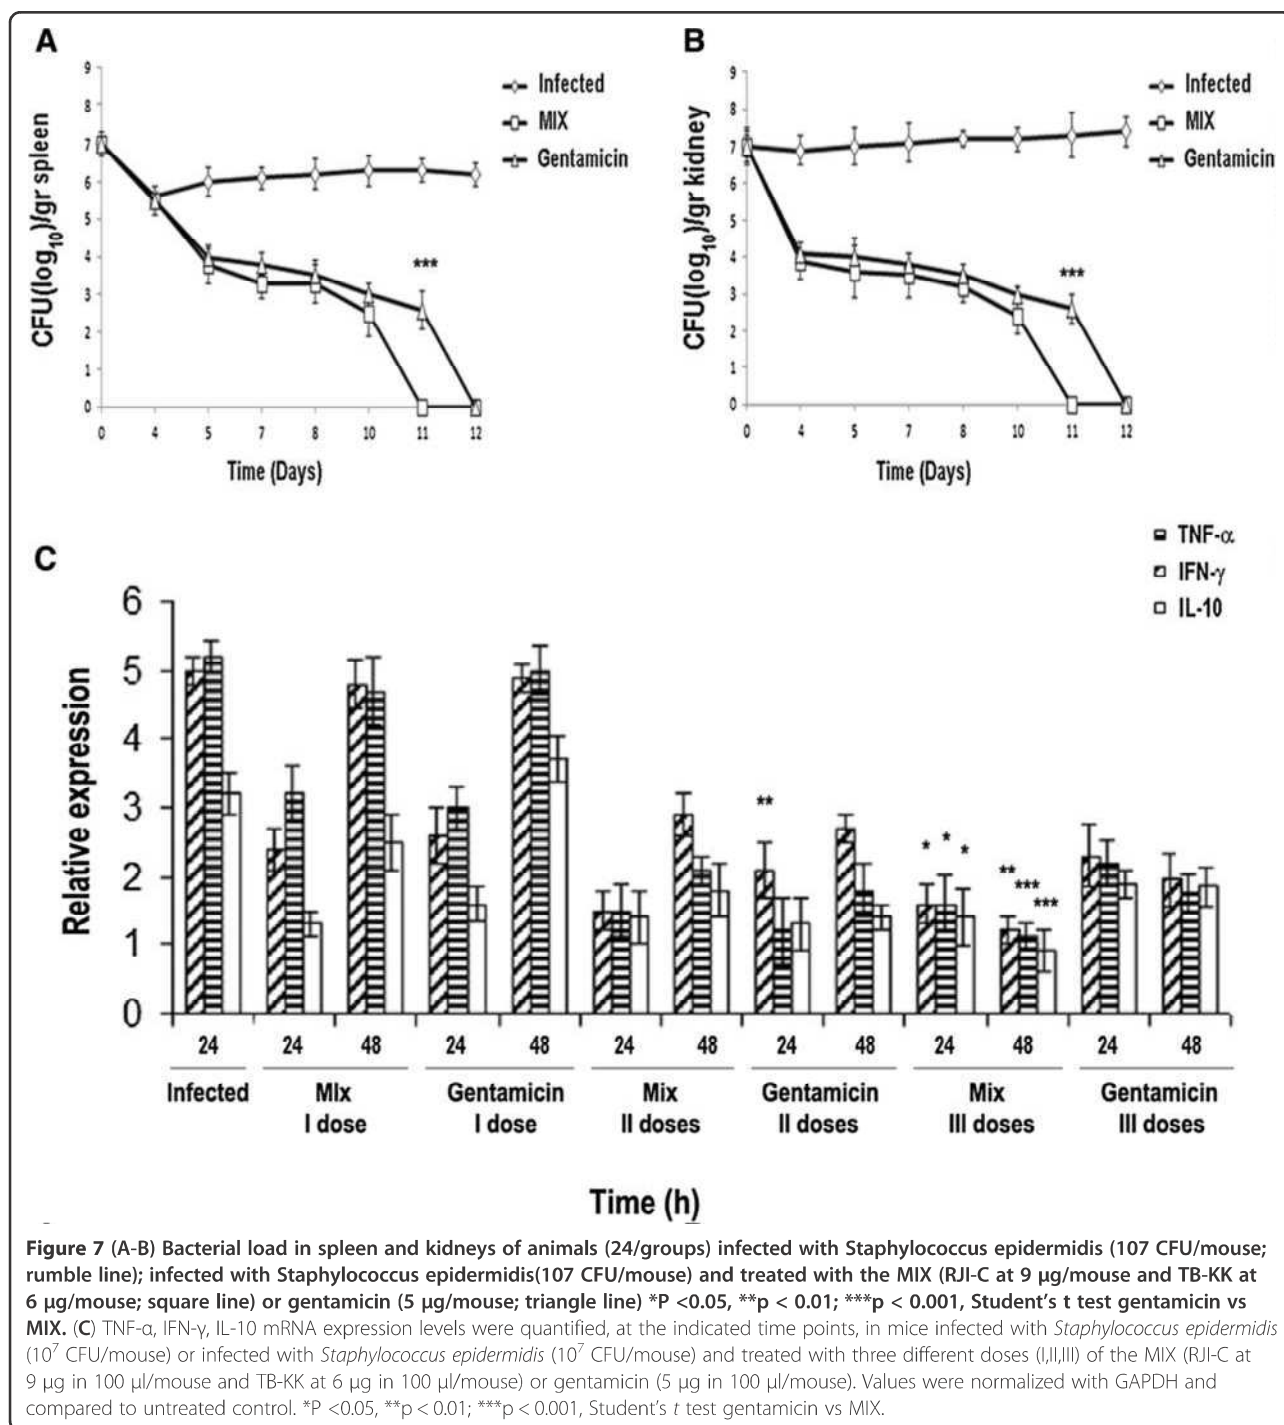 A
9
8
7
6
5
4
3
2
1
0
CFU(log10)/gr spleen
0 4 5 7 8 10 11 12
Time (Days)
***
Infected
MIX
Gentamicin
B
9
8
7
6
5
4
3
2
1
0
CFU(log10)/gr kidney
0 4 5 7 8 10 11 12
Time (Days)
***
Infected
MIX
Gentamicin
C
TNF-α
IFN-γ
IL-10
6
5
4
3
2
1
0
Relative expression
** * * * ** *** ***
24 24 48 24 48 24 48 24 48 24 48 24 48
Infected MIx Gentamicin Mix Gentamicin Mix Gentamicin
I dose I dose II doses II doses III doses III doses
Time (h)
Figure 7 (A-B) Bacterial load in spleen and kidneys of animals (24/groups) infected with Staphylococcus epidermidis (107 CFU/mouse;
rumble line); infected with Staphylococcus epidermidis(107 CFU/mouse) and treated with the MIX (RJI-C at 9 μg/mouse and TB-KK at
6 μg/mouse; square line) or gentamicin (5 μg/mouse; triangle line) *P <0.05, **p < 0.01; ***p < 0.001, Student's t test gentamicin vs
MIX. (C) TNF-α, IFN-γ, IL-10 mRNA expression levels were quantified, at the indicated time points, in mice infected with Staphylococcus epidermidis
(10⁷ CFU/mouse) or infected with Staphylococcus epidermidis (10⁷ CFU/mouse) and treated with three different doses (I,II,III) of the MIX (RJI-C at
9 μg in 100 μl/mouse and TB-KK at 6 μg in 100 μl/mouse) or gentamicin (5 μg in 100 μl/mouse). Values were normalized with GAPDH and
compared to untreated control. *P <0.05, **p < 0.01; ***p < 0.001, Student's t test gentamicin vs MIX.